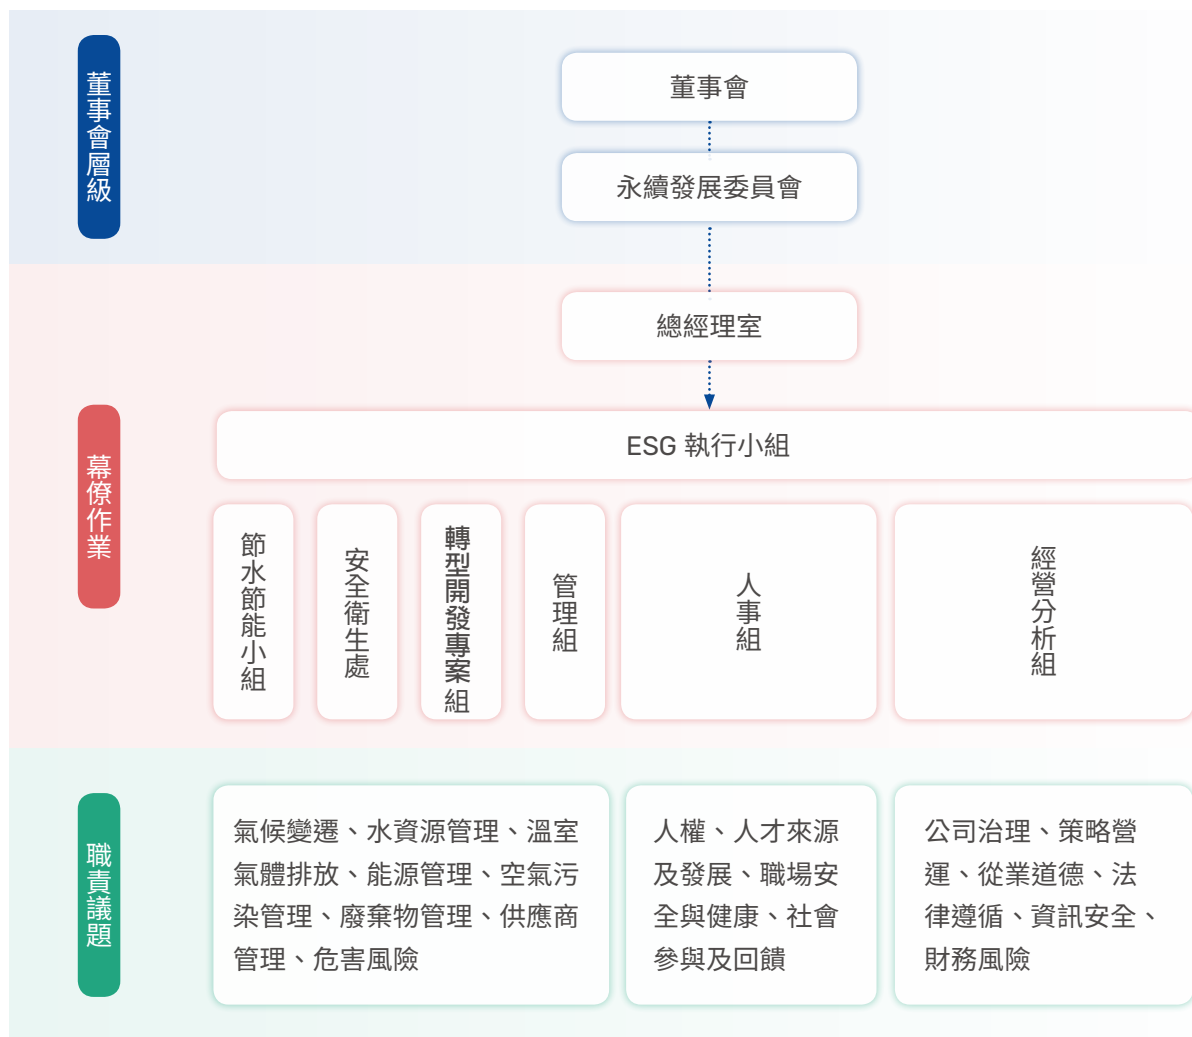 董事會層級
董事會
永續發展委員會
總經理室
幕僚作業
ESG 執行小組
節水節能小組
安全衛生處
轉型開發專案組
管理組
人事組
經營分析組
職責議題
氣候變遷、水資源管理、溫室
氣體排放、能源管理、空氣污
染管理、廢棄物管理、供應商
管理、危害風險
人權、人才來源
及發展、職場安
全與健康、社會
參與及回饋
公司治理、策略營
運、從業道德、法
律遵循、資訊安全、
財務風險